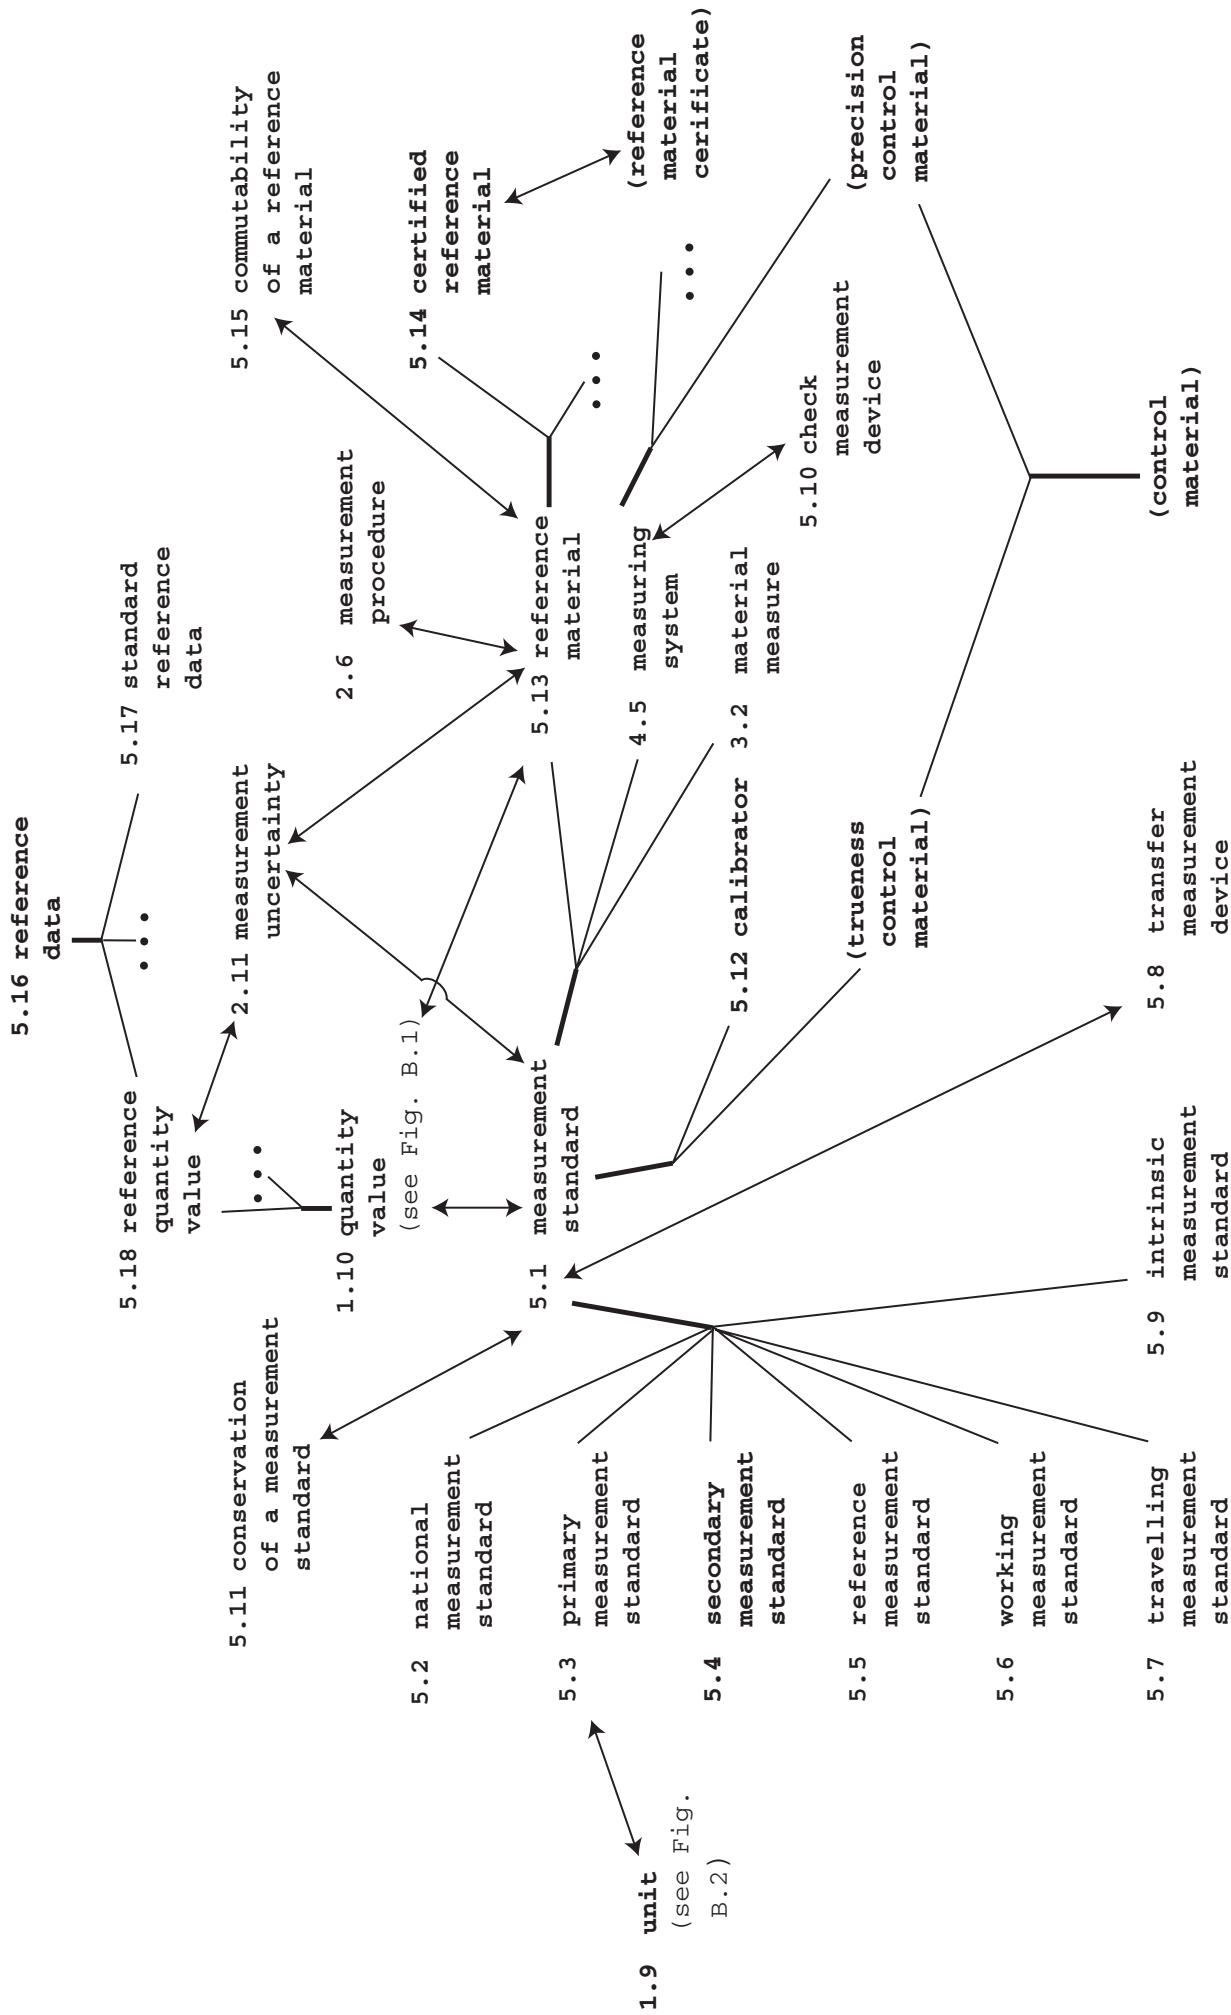 5.16 reference
data
5.18 reference
quantity
value
5.17 standard
reference
data
5.11 conservation
of a measurement
standard
2.11 measurement
uncertainty
5.15 commutability
of a reference
material
1.10 quantity
value
(see Fig. B.1)
2.6 measurement
procedure
5.2 national
measurement
standard
5.14 certified
reference
material
5.1 measurement
standard
5.13 reference
material
5.3 primary
measurement
standard
1.9 unit
(see Fig.
B.2)
4.5 measuring
system
(reference
material
cerificate)
5.4 secondary
measurement
standard
5.12 calibrator
3.2 material
measure
5.10 check
measurement
device
5.5 reference
measurement
standard
(trueness
control
material)
(precision
control
material)
5.6 working
measurement
standard
5.7 travelling
measurement
standard
5.9 intrinsic
measurement
standard
5.8 transfer
measurement
device
(control
material)